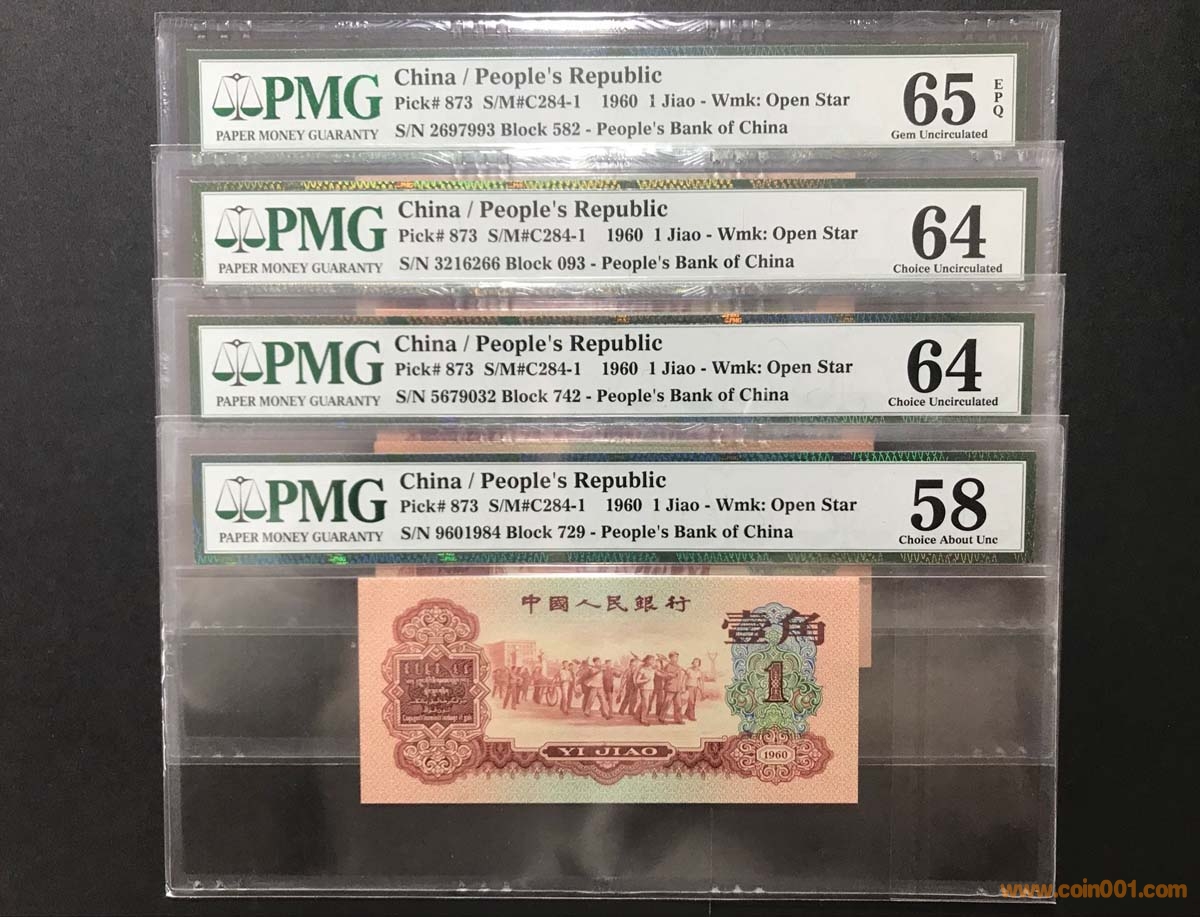 PMG
PAPER MONEY GUARANTY
China / People's Republic
Pick# 873 S/M#C284-1 1960 1 Jiao - Wmk: Open Star
S/N 2697993 Block 582 - People's Bank of China
65 EPQ
Gem Uncirculated
PMG
PAPER MONEY GUARANTY
China / People's Republic
Pick# 873 S/M#C284-1 1960 1 Jiao - Wmk: Open Star
S/N 3216266 Block 093 - People's Bank of China
64
Choice Uncirculated
PMG
PAPER MONEY GUARANTY
China / People's Republic
Pick# 873 S/M#C284-1 1960 1 Jiao - Wmk: Open Star
S/N 5679032 Block 742 - People's Bank of China
64
Choice Uncirculated
PMG
PAPER MONEY GUARANTY
China / People's Republic
Pick# 873 S/M#C284-1 1960 1 Jiao - Wmk: Open Star
S/N 9601984 Block 729 - People's Bank of China
58
Choice About Unc
中國人民銀行
壹角
1
YI JIAO
1960
www.coin001.com